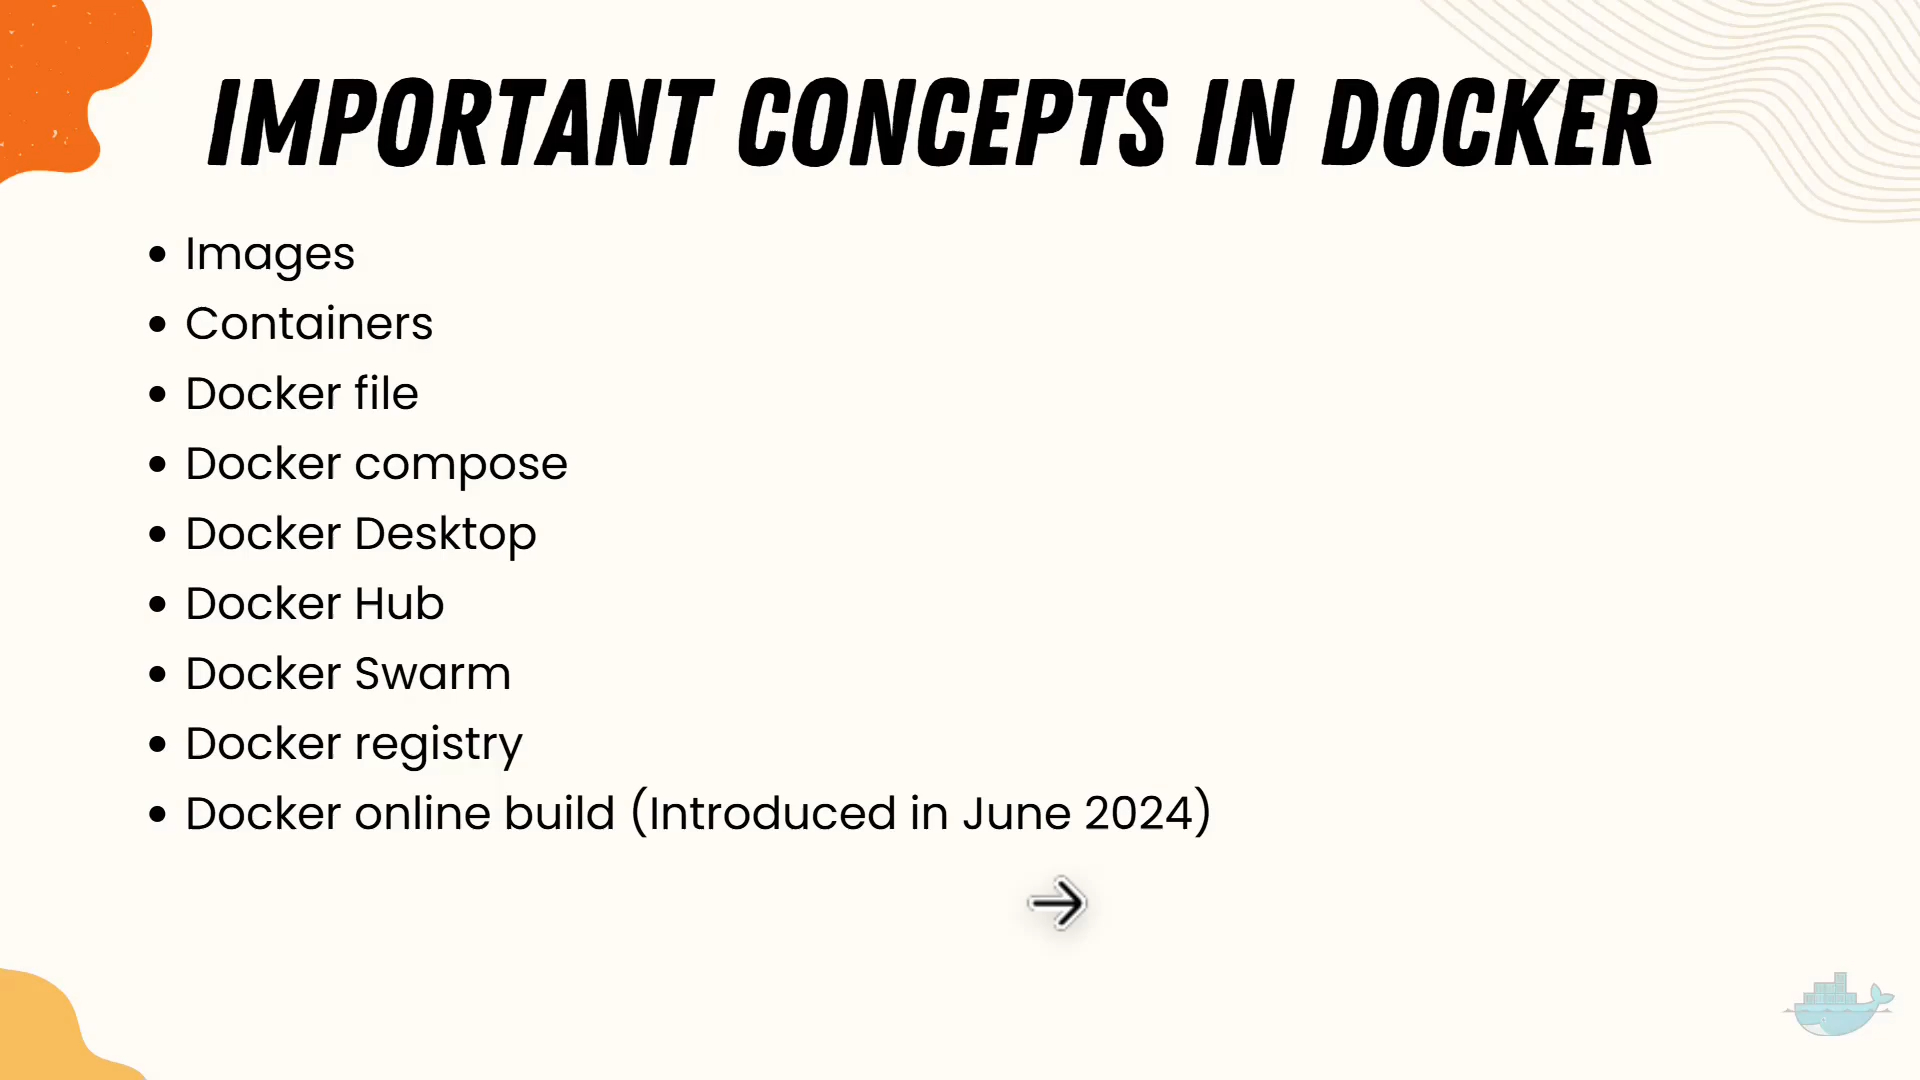 IMPORTANT CONCEPTS IN DOCKER
• Images
• Containers
• Docker file
• Docker compose
• Docker Desktop
• Docker Hub
• Docker Swarm
• Docker registry
• Docker online build (Introduced in June 2024)